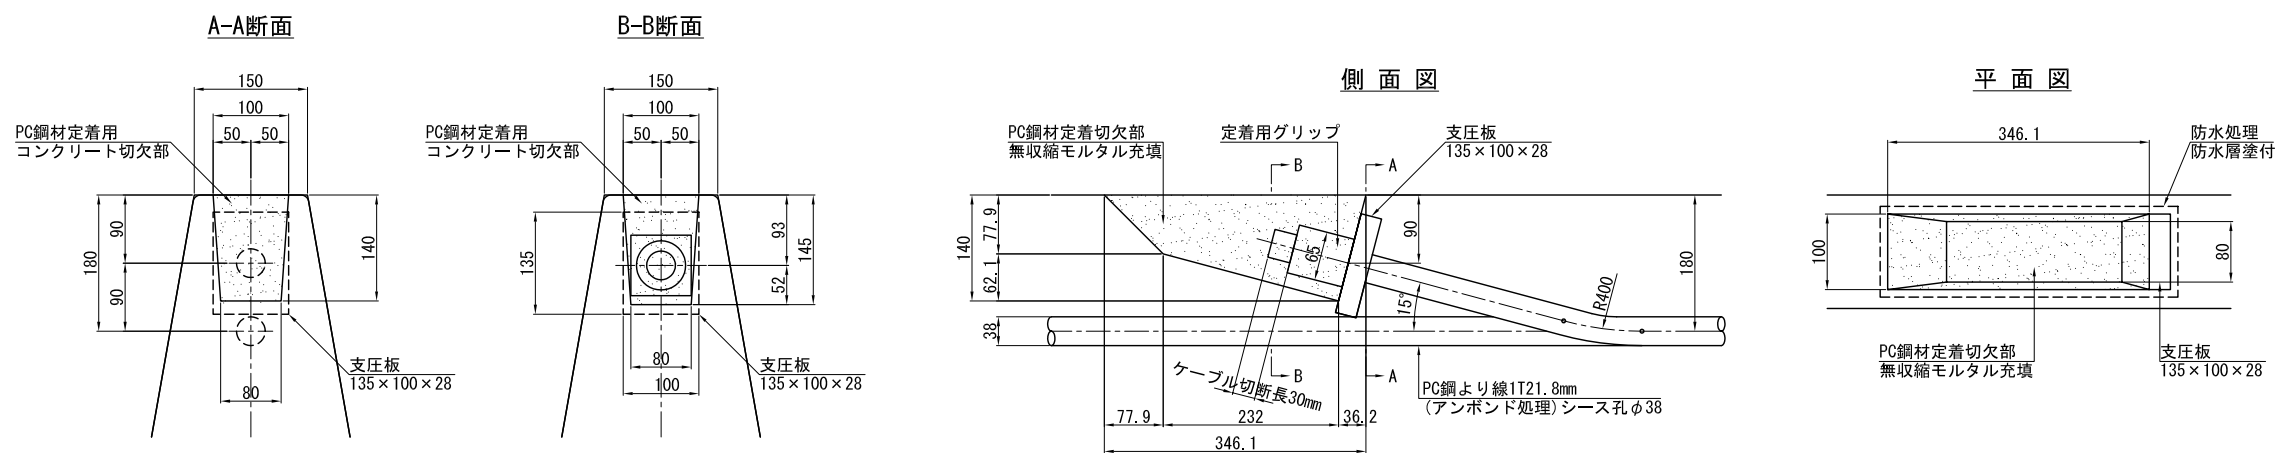 A-A断面
150
100
50
50
PC鋼材定着用
コンクリート切欠部
90
180
90
140
80
支圧板
135×100×28
B-B断面
150
100
50
50
PC鋼材定着用
コンクリート切欠部
135
93
145
52
80
100
支圧板
135×100×28
側面図
PC鋼材定着切欠部
無収縮モルタル充填
定着用グリップ
支圧板
135×100×28
B
A
77.9
140
62.1
38
65
90
180
15°
R400
ケーブル切断長30mm
B
A
PC鋼より線1T21.8mm
(アンボンド処理)シース孔φ38
77.9
232
36.2
346.1
平面図
346.1
防水処理
防水層塗付
100
80
PC鋼材定着切欠部
無収縮モルタル充填
支圧板
135×100×28